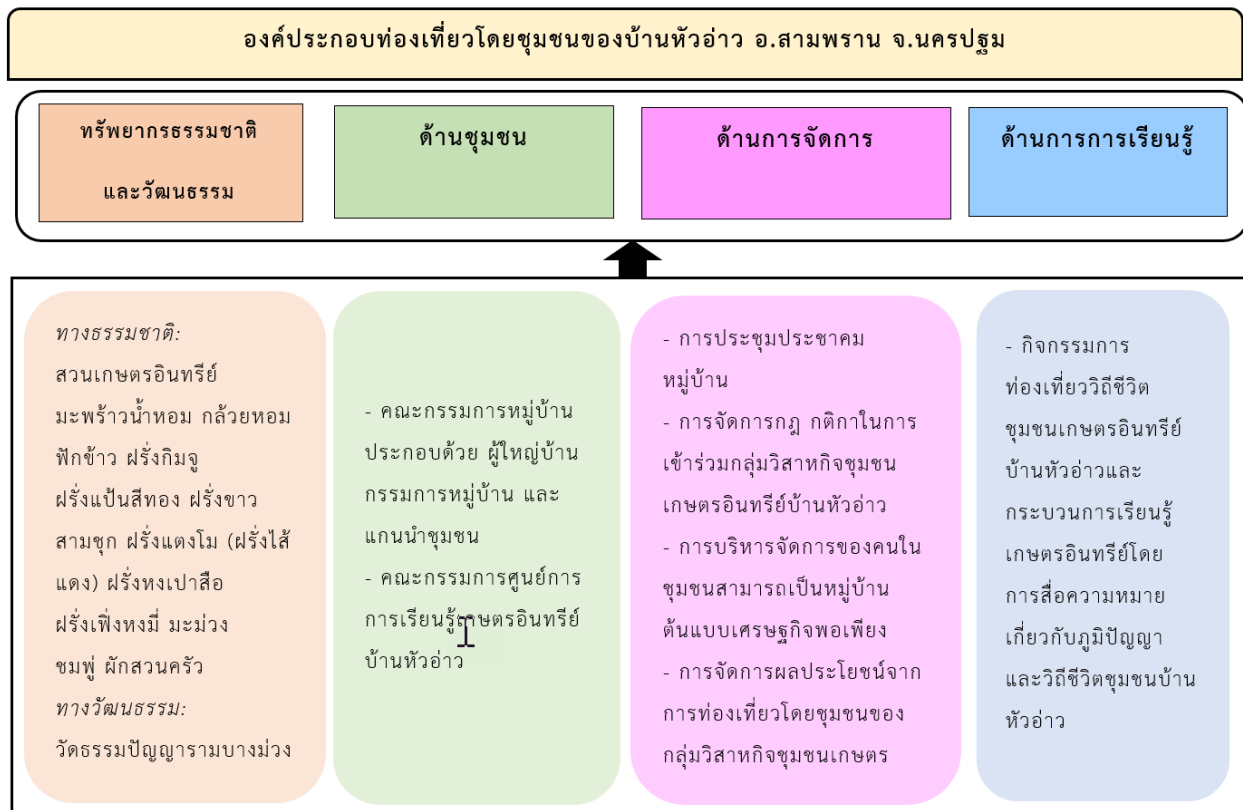 องค์ประกอบท่องเที่ยวโดยชุมชนของบ้านหัวอ่าว อ.สามพราน จ.นครปฐม
ทรัพยากรธรรมชาติ
และวัฒนธรรม
ด้านชุมชน
ด้านการจัดการ
ด้านการการเรียนรู้
ทางธรรมชาติ:
สวนเกษตรอินทรีย์
มะพร้าวน้ำหอม กล้วยหอม
ฟักข้าว ฝรั่งกิมจู
ฝรั่งแป้นสีทอง ฝรั่งขาว
สามชุก ฝรั่งแตงโม (ฝรั่งไส้
แดง) ฝรั่งหงเปาสือ
ฝรั่งเฟิ่งหงมี่ มะม่วง
ชมพู่ ผักสวนครัว
ทางวัฒนธรรม:
วัดธรรมปัญญารามบางม่วง
- คณะกรรมการหมู่บ้าน
ประกอบด้วย ผู้ใหญ่บ้าน
กรรมการหมู่บ้าน และ
แกนนำชุมชน
- คณะกรรมการศูนย์การ
การเรียนรู้เกษตรอินทรีย์
บ้านหัวอ่าว
- การประชุมประชาคม
หมู่บ้าน
- การจัดการกฎ กติกาในการ
เข้าร่วมกลุ่มวิสาหกิจชุมชน
เกษตรอินทรีย์บ้านหัวอ่าว
- การบริหารจัดการของคนใน
ชุมชนสามารถเป็นหมู่บ้าน
ต้นแบบเศรษฐกิจพอเพียง
- การจัดการผลประโยชน์จาก
การท่องเที่ยวโดยชุมชนของ
กลุ่มวิสาหกิจชุมชนเกษตร
- กิจกรรมการ
ท่องเที่ยววิถีชีวิต
ชุมชนเกษตรอินทรีย์
บ้านหัวอ่าวและ
กระบวนการเรียนรู้
เกษตรอินทรีย์โดย
การสื่อความหมาย
เกี่ยวกับภูมิปัญญา
และวิถีชีวิตชุมชนบ้าน
หัวอ่าว